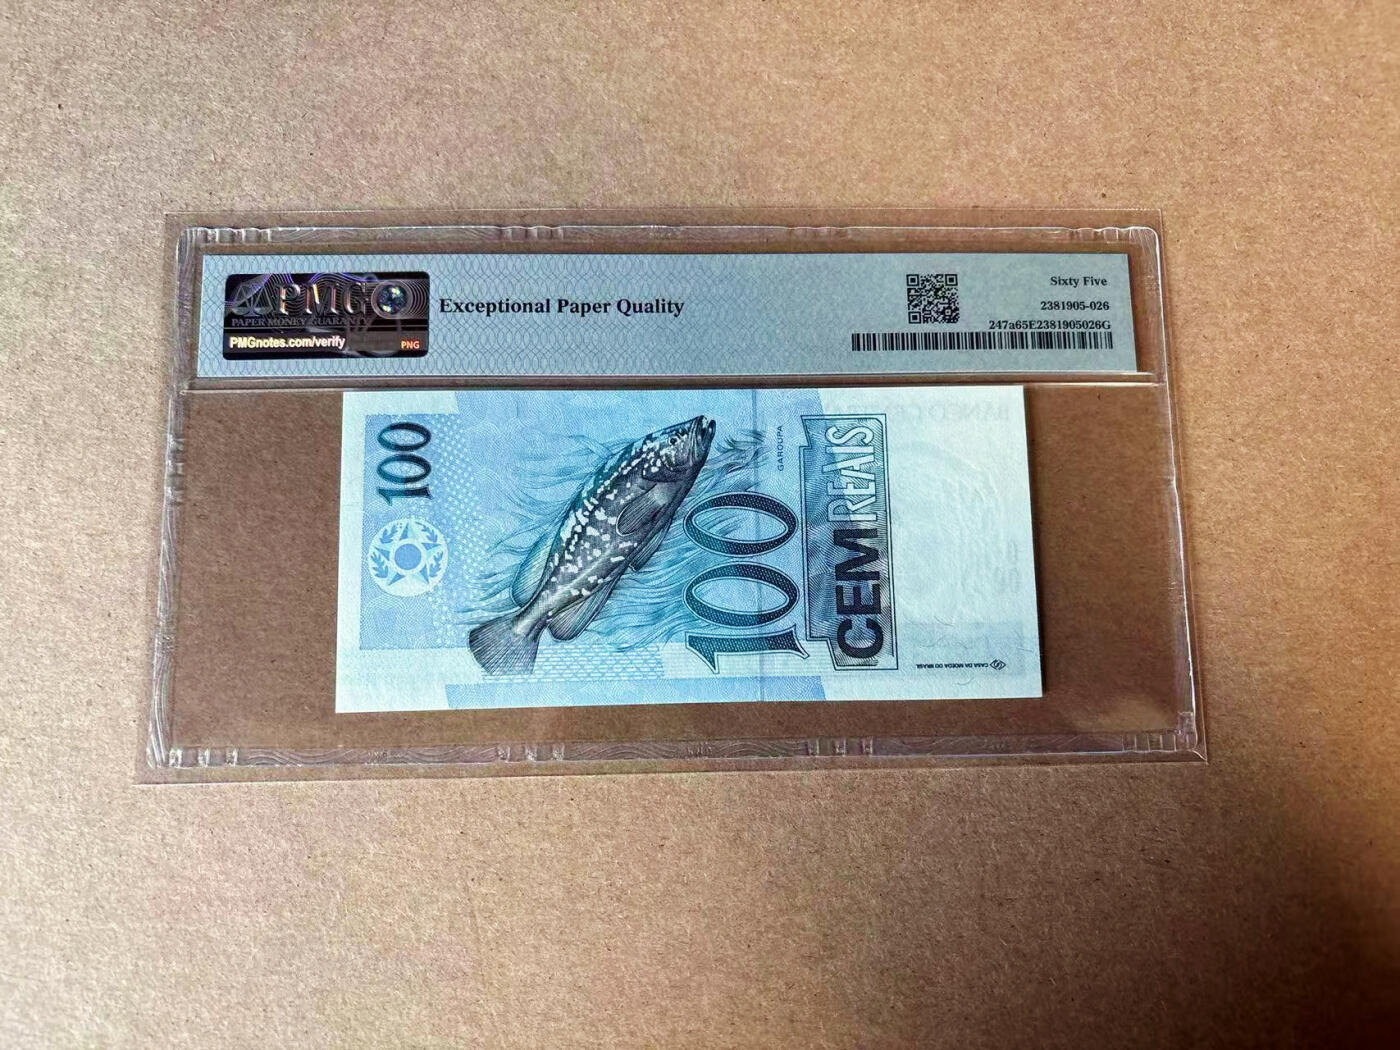 PMG
PAPER MONEY GUARANTY
PMGnotes.com/verify
PNG
Exceptional Paper Quality
Sixty Five
2381905-026
247a65E2381905026G
100
GAROUPA
100
CEM REAIS
CASA DA MOEDA DO BRASIL